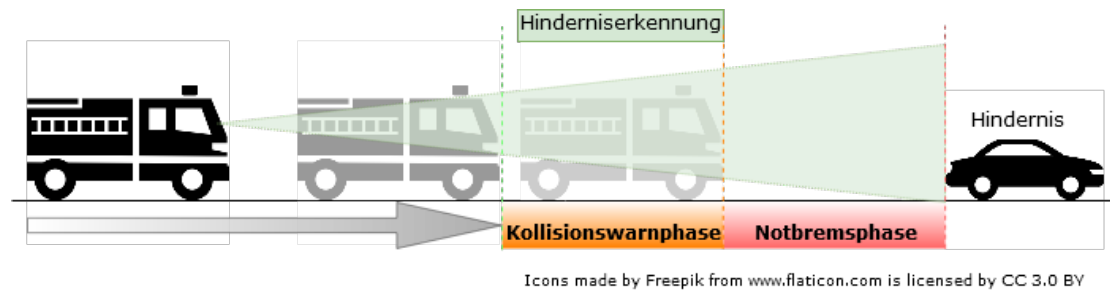 Hinderniserkennung
Hindernis
Kollisionswarnphase
Notbremsphase
Icons made by Freepik from www.flaticon.com is licensed by CC 3.0 BY